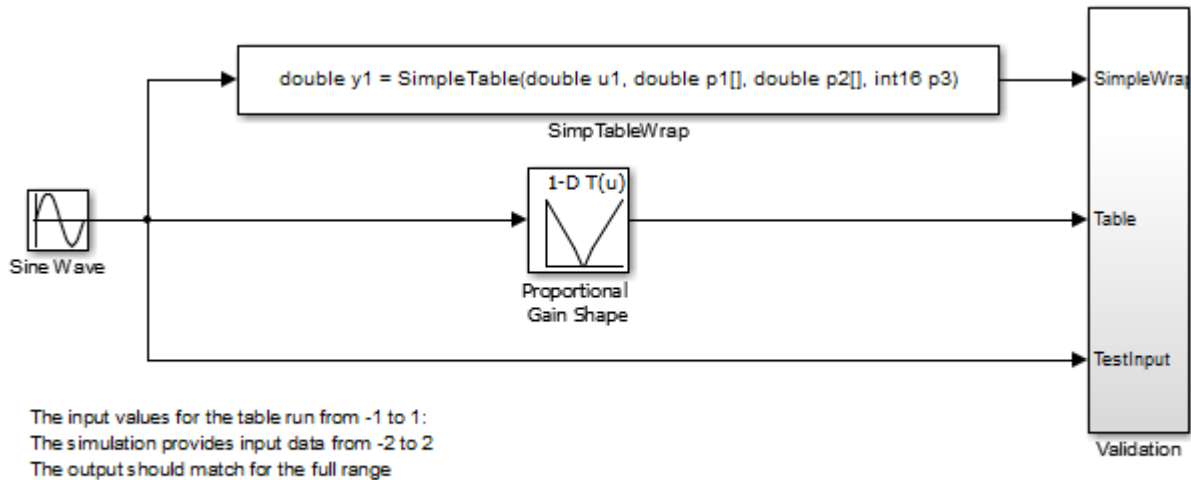 double y1 = SimpleTable(double u1, double p1[], double p2[], int16 p3)
SimpTableWrap
SimpleWrap
1-D T(u)
Sine Wave
Proportional
Gain Shape
Table
TestInput
Validation
The input values for the table run from -1 to 1:
The simulation provides input data from -2 to 2
The output should match for the full range